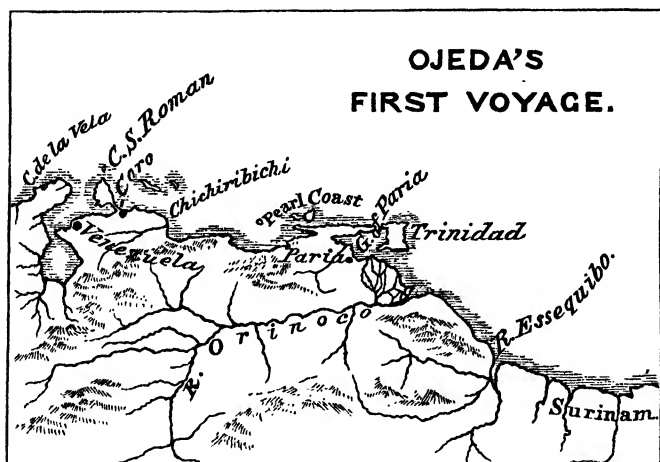 OJEDA'S
FIRST VOYAGE.
C. de la Vela
C.S. Roman
Coro
Chichiribichi
Pearl Coast
G. of Paria
Trinidad
Venezuela
Paria
R. Orinoco
R. Essequibo.
Surinam.